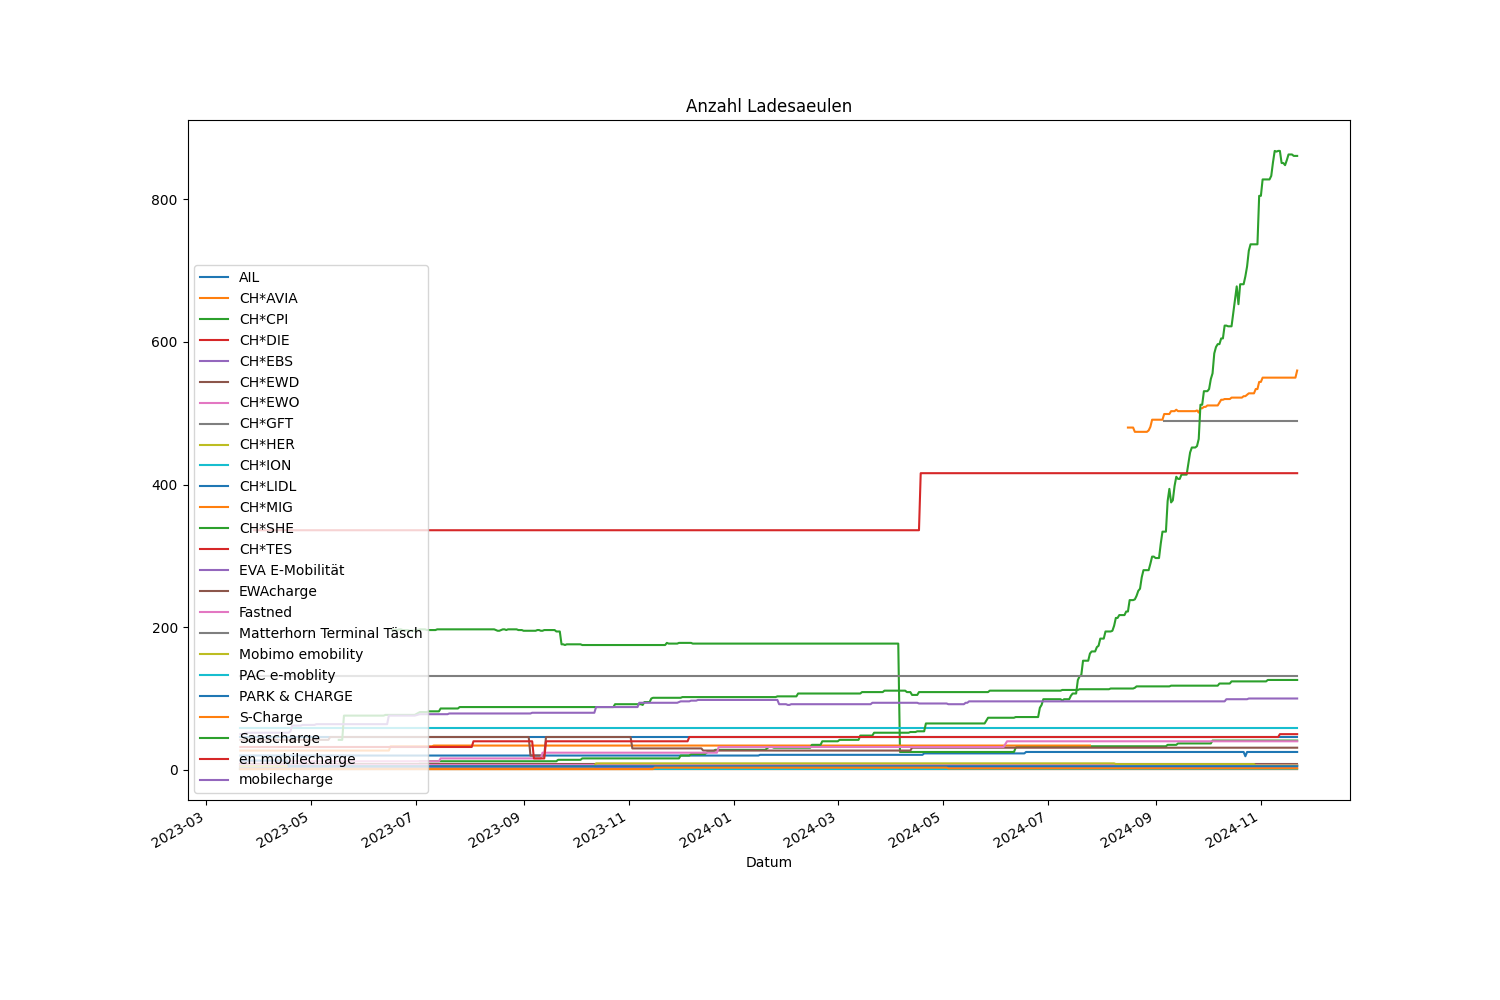 Anzahl Ladesaeulen
800
600
400
200
0
AIL
CH*AVIA
CH*CPI
CH*DIE
CH*EBS
CH*EWD
CH*EWO
CH*GFT
CH*HER
CH*ION
CH*LIDL
CH*MIG
CH*SHE
CH*TES
EVA E-Mobilität
EWAcharge
Fastned
Matterhorn Terminal Täsch
Mobimo emobility
PAC e-moblity
PARK & CHARGE
S-Charge
Saascharge
en mobilecharge
mobilecharge
2023-03
2023-05
2023-07
2023-09
2023-11
2024-01
2024-03
2024-05
2024-07
2024-09
2024-11
Datum